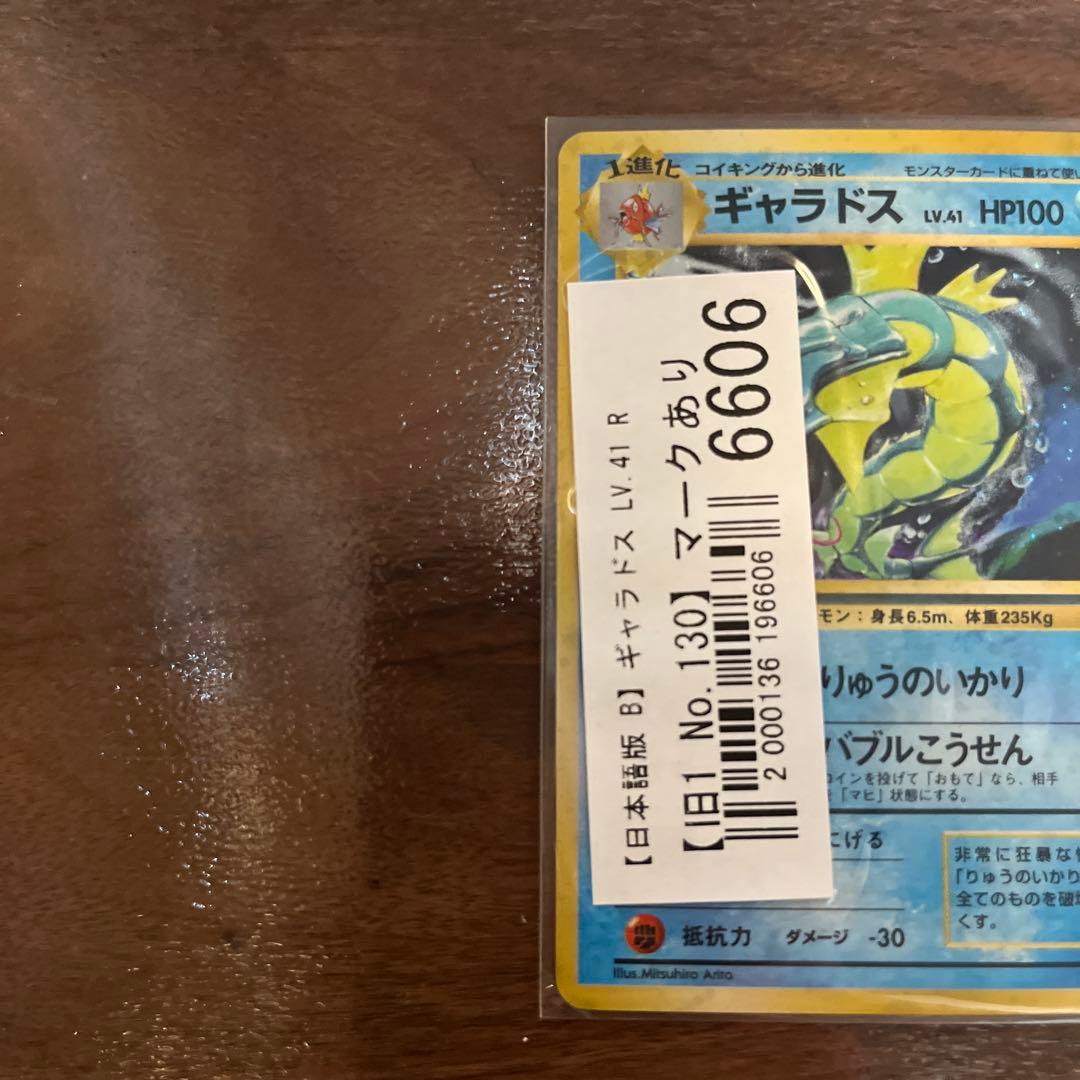 1進化
コイキングから進化
モンスターカードに重ねて使い
ギャラドス LV.41 HP100
【日本語版 B】ギャラドス LV.41 R
【旧1 No.130】マークあり
6606
2 000136 196606
モン：身長6.5m、体重235Kg
りゅうのいかり
バブルこうせん
コインを投げて「おもて」なら、相手
「マヒ」状態にする。
にげる
非常に狂暴な
「りゅうのいかり
全てのものを破
くす。
抵抗力 ダメージ -30
Illus.Mitsuhiro Arita